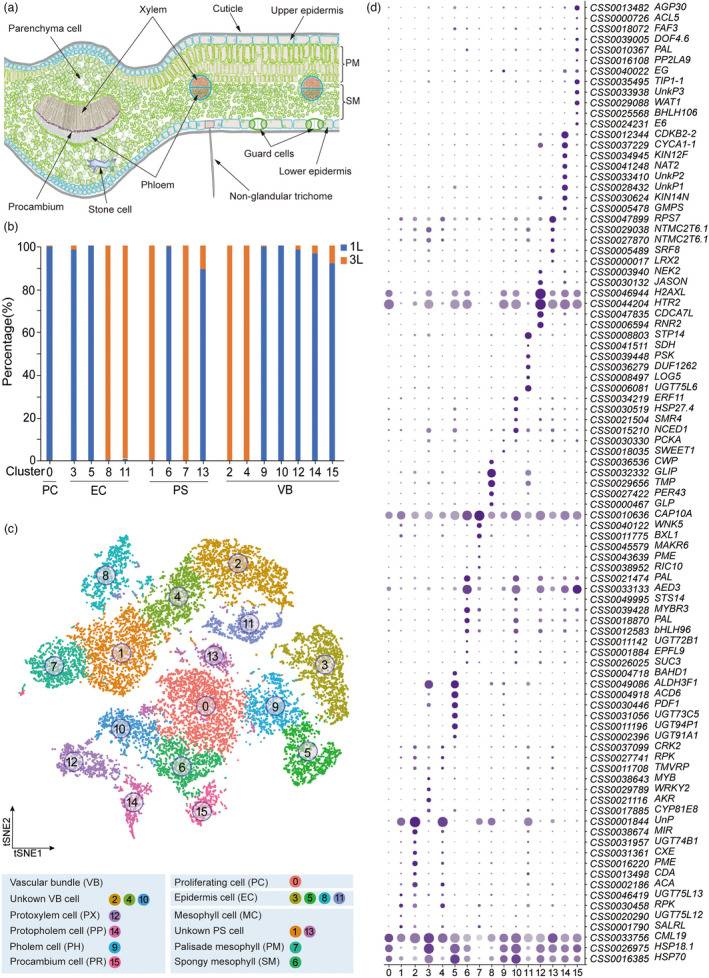 (a)
Xylem
Cuticle
Upper epidermis
Parenchyma cell
PM
SM
Guard cells
Lower epidermis
Procambium
Phloem
Stone cell
Non-glandular trichome
(b)
1L
3L
Percentage(%)
100
80
60
40
20
0
Cluster 0 3 5 8 11 1 6 7 13 2 4 9 10 12 14 15
PC EC PS VB
(c)
8
2
4
11
1
7
13
3
0
9
10
5
6
12
14
15
tSNE2
tSNE1
Vascular bundle (VB)
Unkown VB cell 2 4 10
Protoxylem cell (PX) 12
Protopholem cell (PP) 14
Pholem cell (PH) 9
Procambium cell (PR) 15
Proliferating cell (PC) 0
Epidermis cell (EC) 3 5 8 11
Mesophyll cell (MC)
Unkown PS cell 1 13
Palisade mesophyll (PM) 7
Spongy mesophyll (SM) 6
(d)
CSS0013482 AGP30
CSS0000726 ACL5
CSS0018072 FAF3
CSS0039005 DOF4.6
CSS0010367 PAL
CSS0016108 PP2LA9
CSS0040022 EG
CSS0035495 TIP1-1
CSS0033938 UnkP3
CSS0029088 WAT1
CSS0025568 BHLH106
CSS0024231 E6
CSS0012344 CDKB2-2
CSS0037229 CYCA1-1
CSS0034945 KIN12F
CSS0041248 NAT2
CSS0033410 UnkP2
CSS0028432 UnkP1
CSS0030624 KIN14N
CSS0005478 GMPS
CSS0047899 RPS7
CSS0029038 NTMC2T6.1
CSS0027870 NTMC2T6.1
CSS0005489 SRF8
CSS0000017 LRX2
CSS0003940 NEK2
CSS0030132 JASON
CSS0046944 H2AXL
CSS0044204 HTR2
CSS0047835 CDCA7L
CSS0006594 RNR2
CSS0008803 STP14
CSS0041511 SDH
CSS0039448 PSK
CSS0036279 DUF1262
CSS0008497 LOG5
CSS0006081 UGT75L6
CSS0034219 ERF11
CSS0030519 HSP27.4
CSS0021504 SMR4
CSS0015210 NCED1
CSS0030330 PCKA
CSS0018035 SWEET1
CSS0036536 CWP
CSS0032332 GLIP
CSS0029656 TMP
CSS0027422 PER43
CSS0000467 GLP
CSS0010636 CAP10A
CSS0040122 WNK5
CSS0011775 BXL1
CSS0045579 MAKR6
CSS0043639 PME
CSS0038952 RIC10
CSS0021474 PAL
CSS0033133 AED3
CSS0049995 STS14
CSS0039428 MYBR3
CSS0018870 PAL
CSS0012583 bHLH96
CSS0011142 UGT72B1
CSS0001884 EPFL9
CSS0026025 SUC3
CSS0004718 BAHD1
CSS0049086 ALDH3F1
CSS0004918 ACD6
CSS0030446 PDF1
CSS0031056 UGT73C5
CSS0011196 UGT94P1
CSS0002396 UGT91A1
CSS0037099 CRK2
CSS0027741 RPK
CSS0011708 TMVRP
CSS0038643 MYB
CSS0029789 WRKY2
CSS0021116 AKR
CSS0017885 CYP81E8
CSS0001844 UnP
CSS0038674 MIR
CSS0031957 UGT74B1
CSS0031361 CXE
CSS0016220 PME
CSS0013498 CDA
CSS0002186 ACA
CSS0046419 UGT75L13
CSS0030458 RPK
CSS0020290 UGT75L12
CSS0001790 SALRL
CSS0033756 CML19
CSS0026975 HSP18.1
CSS0016385 HSP70
0 1 2 3 4 5 6 7 8 9 10 11 12 13 14 15